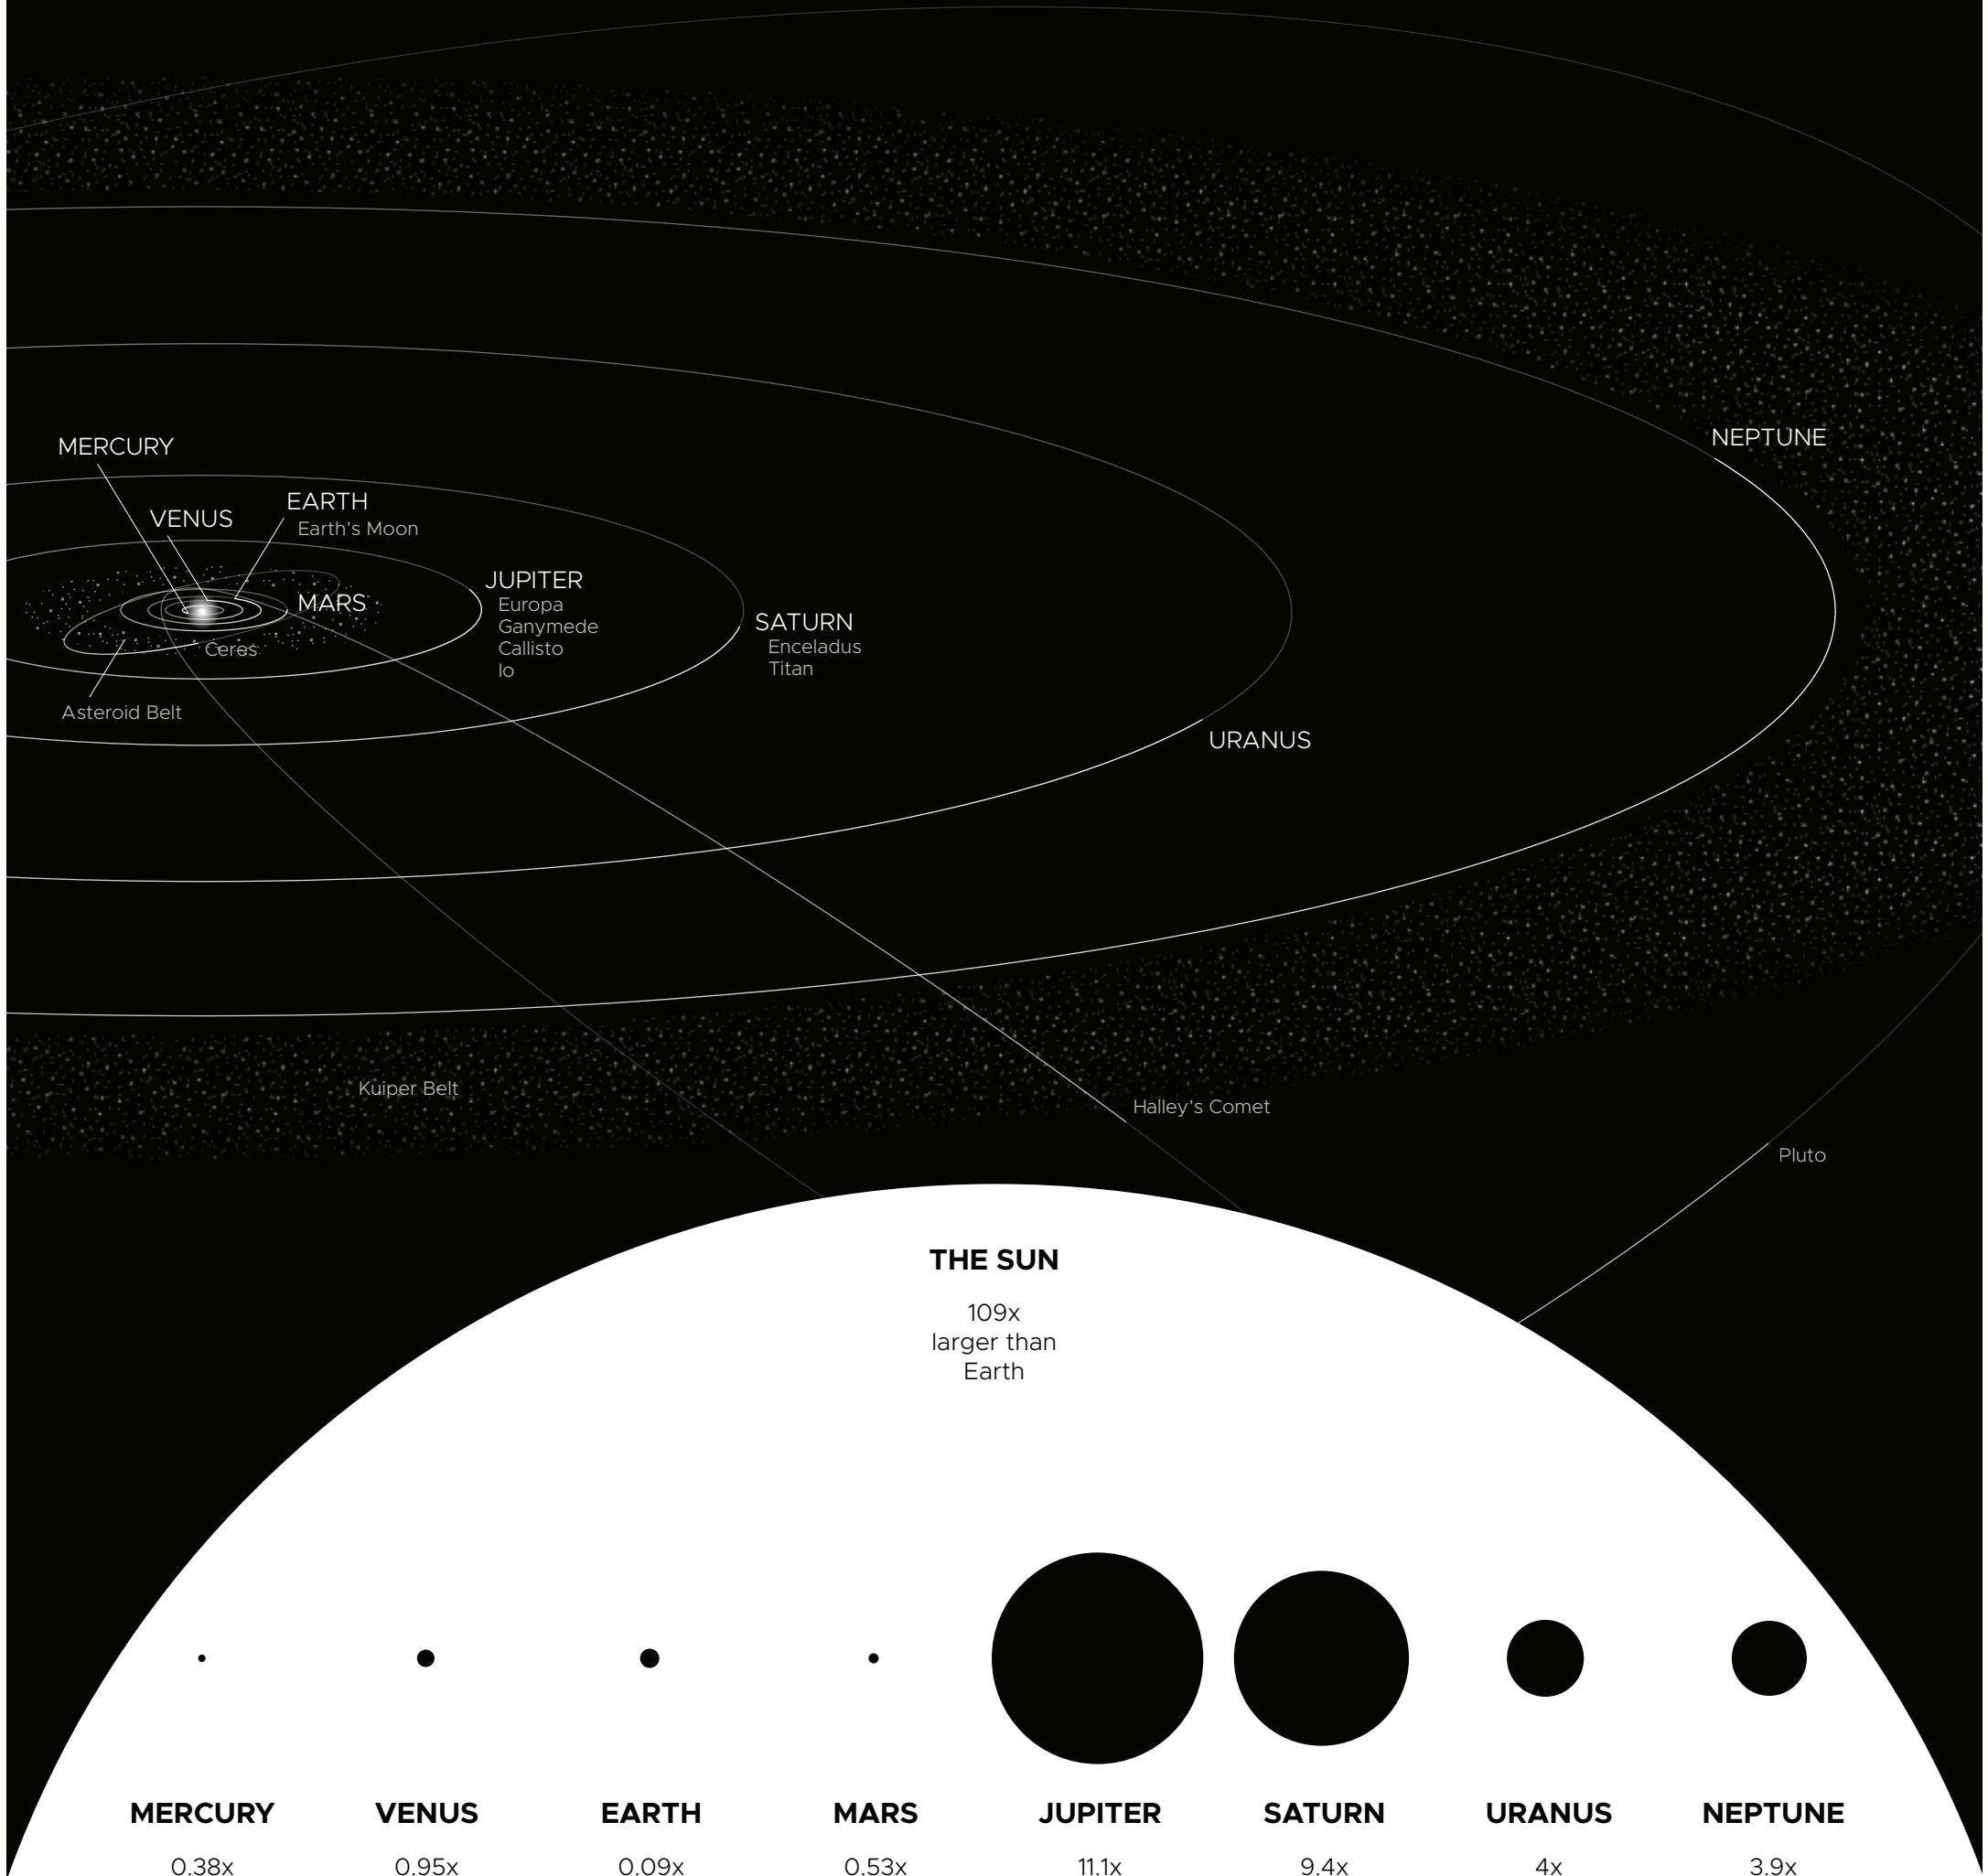 NEPTUNE
MERCURY
EARTH
Earth's Moon
VENUS
JUPITER
Europa
Ganymede
Callisto
Io
MARS
SATURN
Enceladus
Titan
Ceres
Asteroid Belt
URANUS
Kuiper Belt
Halley's Comet
Pluto
THE SUN
109x
larger than
Earth
MERCURY VENUS EARTH MARS JUPITER SATURN URANUS NEPTUNE
0.38x 0.95x 0.09x 0.53x 11.1x 9.4x 4x 3.9x